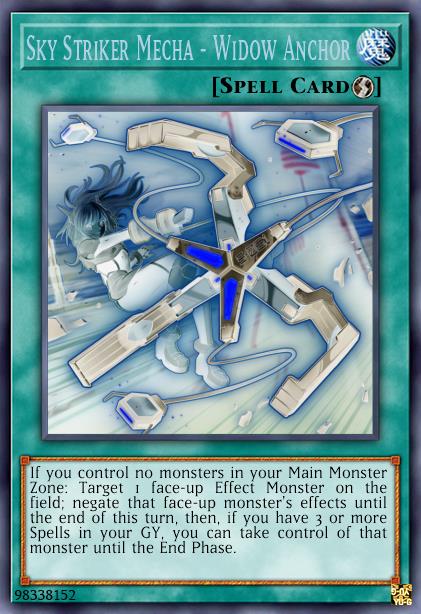 Sky Striker Mecha - Widow Anchor 魔
[Spell Card]
If you control no monsters in your Main Monster
Zone: Target 1 face-up Effect Monster on the
field; negate that face-up monster's effects until
the end of this turn, then, if you have 3 or more
Spells in your GY, you can take control of
that monster until the End Phase.
98338152